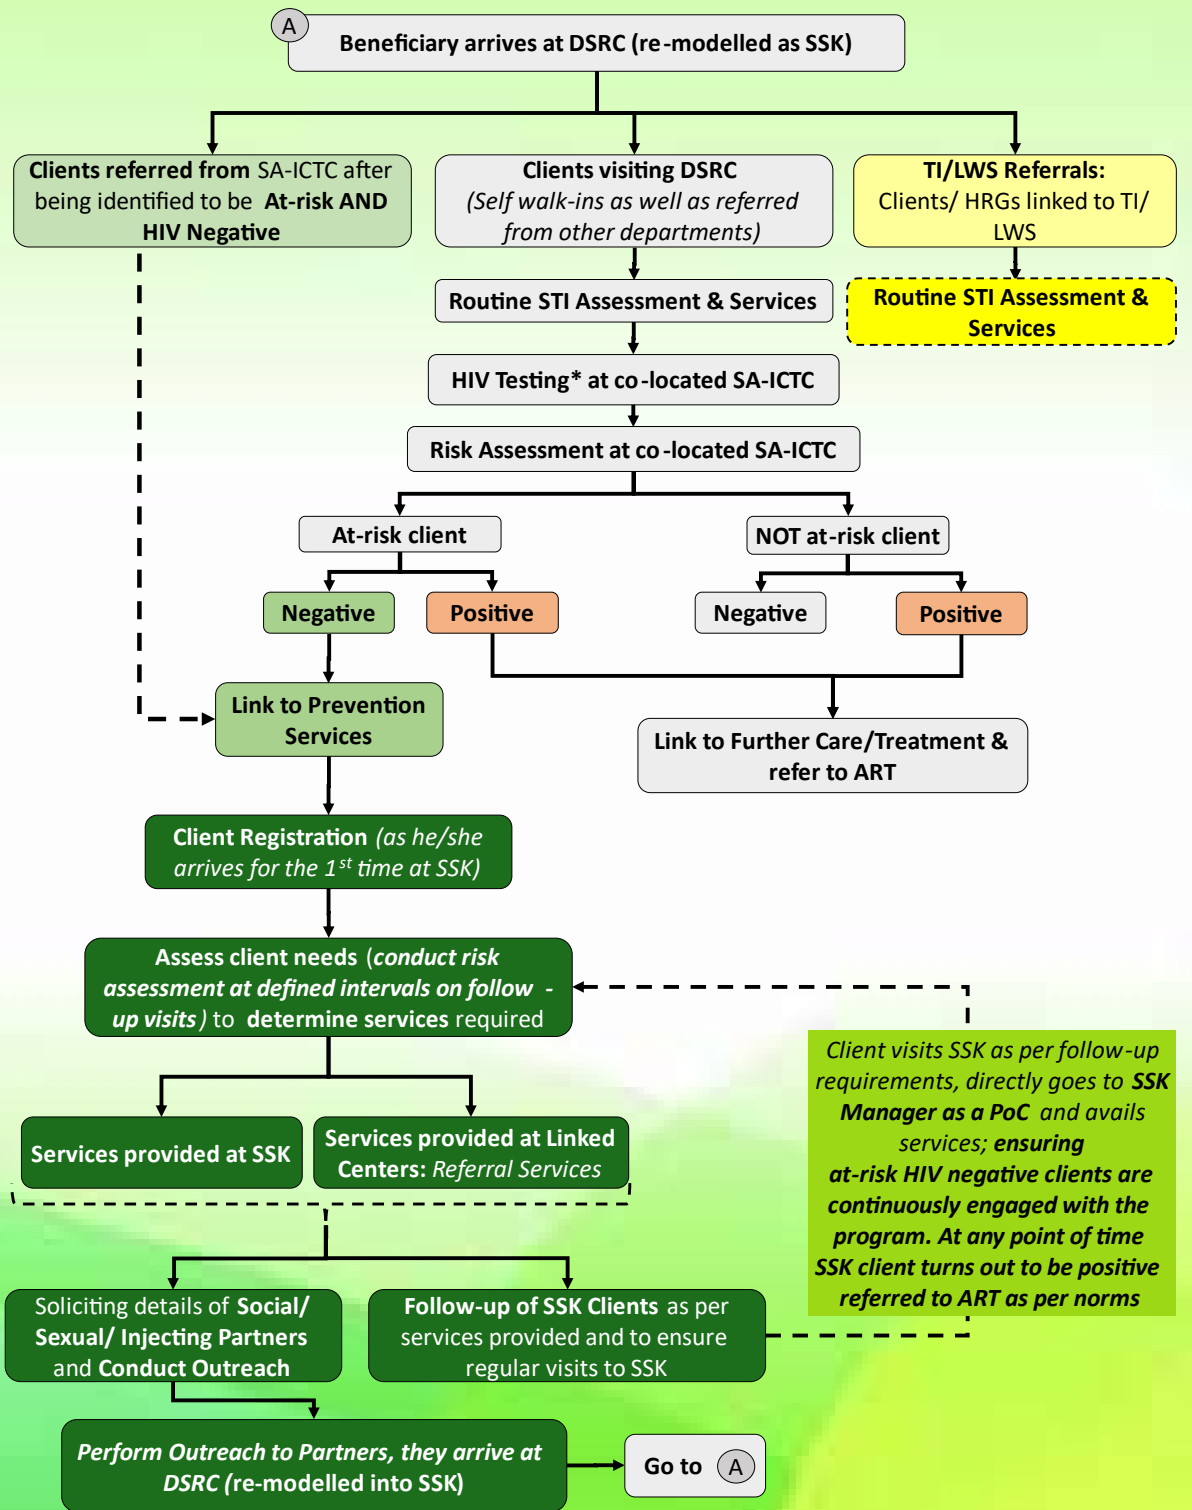 A
Beneficiary arrives at DSRC (re-modelled as SSK)
Clients referred from SA-ICTC after
being identified to be At-risk AND
HIV Negative
Clients visiting DSRC
(Self walk-ins as well as referred
from other departments)
TI/LWS Referrals:
Clients/ HRGs linked to TI/
LWS
Routine STI Assessment & Services
Routine STI Assessment &
Services
HIV Testing* at co-located SA-ICTC
Risk Assessment at co-located SA-ICTC
At-risk client
NOT at-risk client
Negative
Positive
Negative
Positive
Link to Prevention
Services
Link to Further Care/Treatment &
refer to ART
Client Registration (as he/she
arrives for the 1st time at SSK)
Assess client needs (conduct risk
assessment at defined intervals on follow -
up visits) to determine services required
Client visits SSK as per follow-up
requirements, directly goes to SSK
Manager as a PoC and avails
services; ensuring
at-risk HIV negative clients are
continuously engaged with the
program. At any point of time
SSK client turns out to be positive
referred to ART as per norms
Services provided at SSK
Services provided at Linked
Centers: Referral Services
Soliciting details of Social/
Sexual/ Injecting Partners
and Conduct Outreach
Follow-up of SSK Clients as per
services provided and to ensure
regular visits to SSK
Perform Outreach to Partners, they arrive at
DSRC (re-modelled into SSK)
Go to A